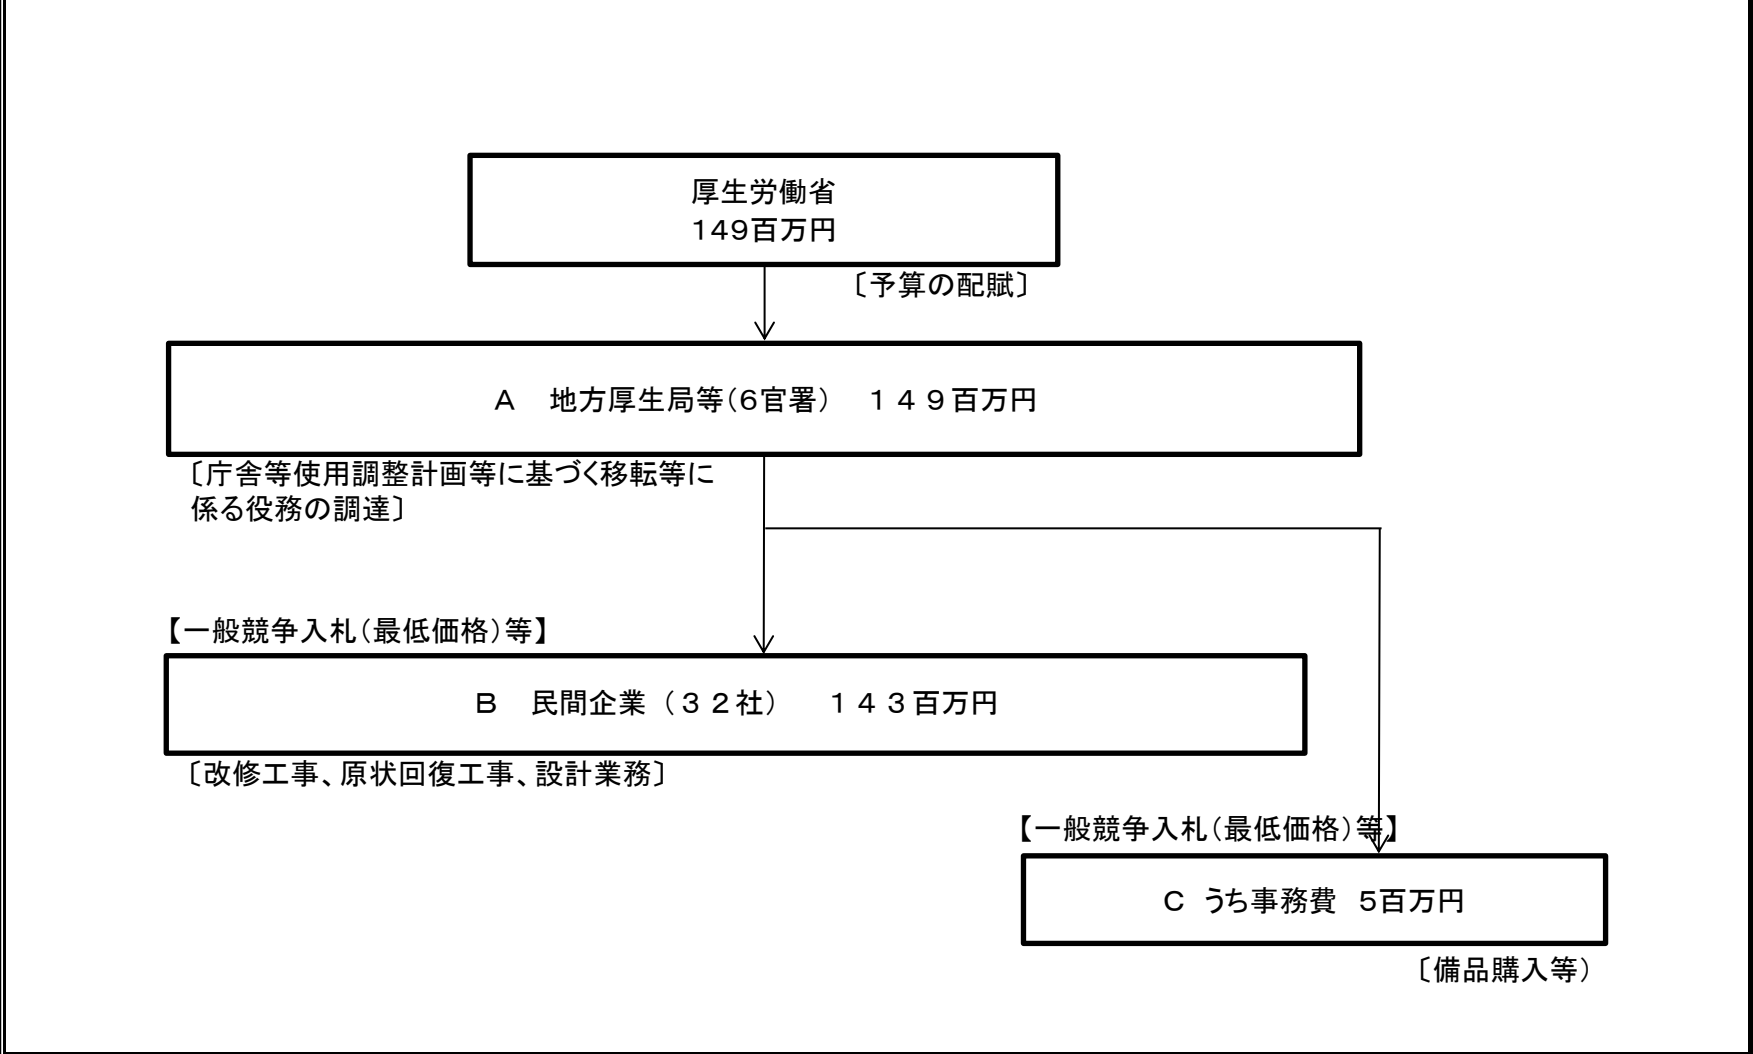 厚生労働省
149百万円
〔予算の配賦〕
A　地方厚生局等(6官署)　１４９百万円
〔庁舎等使用調整計画等に基づく移転等に
係る役務の調達〕
【一般競争入札(最低価格)等】
B　民間企業（３２社）　１４３百万円
〔改修工事、原状回復工事、設計業務〕
【一般競争入札(最低価格)等】
C　うち事務費　5百万円
〔備品購入等）